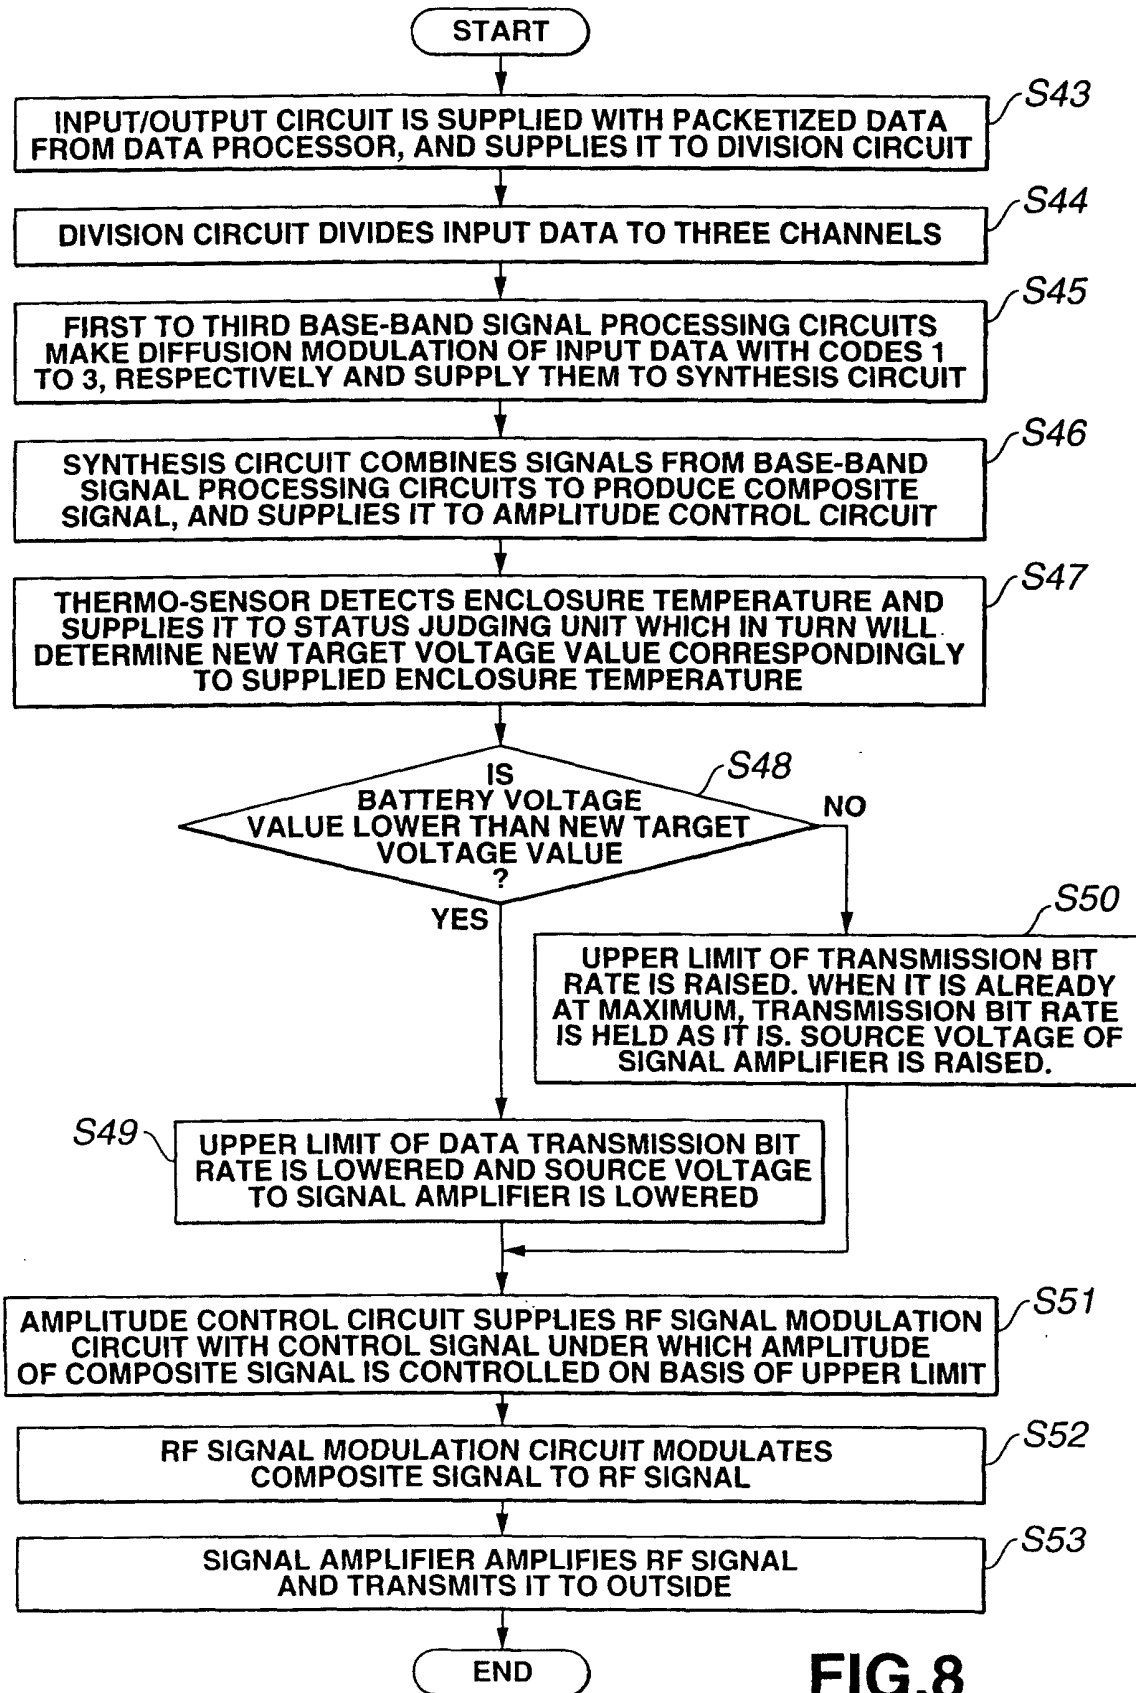 START
S43
INPUT/OUTPUT CIRCUIT IS SUPPLIED WITH PACKETIZED DATA
FROM DATA PROCESSOR, AND SUPPLIES IT TO DIVISION CIRCUIT
S44
DIVISION CIRCUIT DIVIDES INPUT DATA TO THREE CHANNELS
S45
FIRST TO THIRD BASE-BAND SIGNAL PROCESSING CIRCUITS
MAKE DIFFUSION MODULATION OF INPUT DATA WITH CODES 1
TO 3, RESPECTIVELY AND SUPPLY THEM TO SYNTHESIS CIRCUIT
S46
SYNTHESIS CIRCUIT COMBINES SIGNALS FROM BASE-BAND
SIGNAL PROCESSING CIRCUITS TO PRODUCE COMPOSITE
SIGNAL, AND SUPPLIES IT TO AMPLITUDE CONTROL CIRCUIT
S47
THERMO-SENSOR DETECTS ENCLOSURE TEMPERATURE AND
SUPPLIES IT TO STATUS JUDGING UNIT WHICH IN TURN WILL
DETERMINE NEW TARGET VOLTAGE VALUE CORRESPONDINGLY
TO SUPPLIED ENCLOSURE TEMPERATURE
S48
IS
BATTERY VOLTAGE
VALUE LOWER THAN NEW TARGET
VOLTAGE VALUE
?
NO
YES
S50
UPPER LIMIT OF TRANSMISSION BIT
RATE IS RAISED. WHEN IT IS ALREADY
AT MAXIMUM, TRANSMISSION BIT RATE
IS HELD AS IT IS. SOURCE VOLTAGE OF
SIGNAL AMPLIFIER IS RAISED.
S49
UPPER LIMIT OF DATA TRANSMISSION BIT
RATE IS LOWERED AND SOURCE VOLTAGE
TO SIGNAL AMPLIFIER IS LOWERED
S51
AMPLITUDE CONTROL CIRCUIT SUPPLIES RF SIGNAL MODULATION
CIRCUIT WITH CONTROL SIGNAL UNDER WHICH AMPLITUDE
OF COMPOSITE SIGNAL IS CONTROLLED ON BASIS OF UPPER LIMIT
S52
RF SIGNAL MODULATION CIRCUIT MODULATES
COMPOSITE SIGNAL TO RF SIGNAL
S53
SIGNAL AMPLIFIER AMPLIFIES RF SIGNAL
AND TRANSMITS IT TO OUTSIDE
END
FIG.8